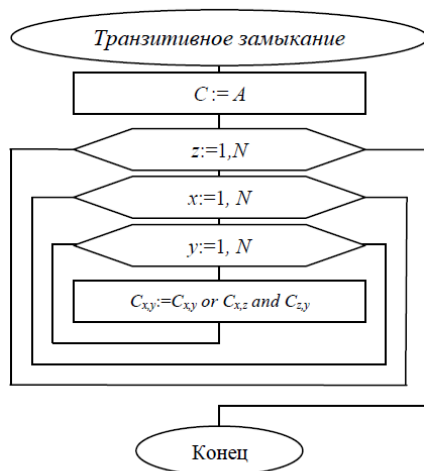 Транзитивное замыкание
C := A
z:=1,N
x:=1, N
y:=1, N
Cx,y:=Cx,y or Cx,z and Cz,y
Конец